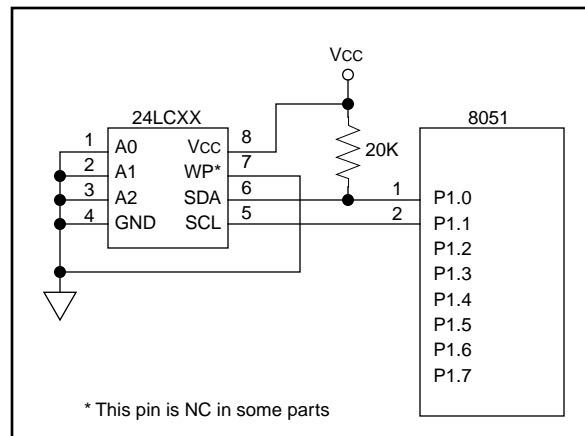 Vcc
24LCXX
8051
1 A0 Vcc 8
2 A1 WP* 7
20K
3 A2 SDA 6
1 P1.0
4 GND SCL 5
2 P1.1
P1.2
P1.3
P1.4
P1.5
P1.6
P1.7
* This pin is NC in some parts